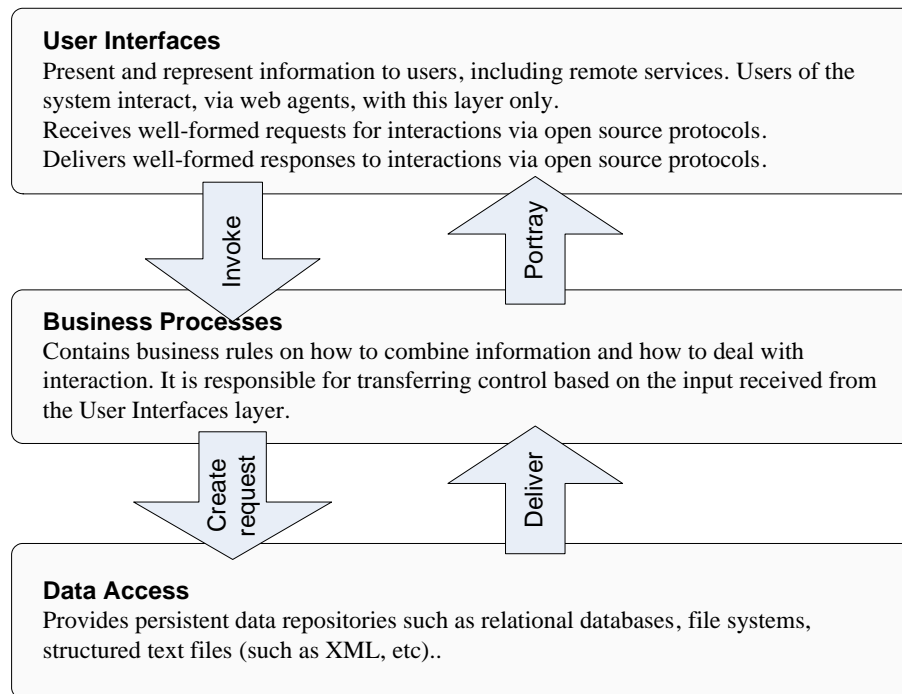 User Interfaces
Present and represent information to users, including remote services. Users of the
system interact, via web agents, with this layer only.
Receives well-formed requests for interactions via open source protocols.
Delivers well-formed responses to interactions via open source protocols.
Invoke
Portray
Business Processes
Contains business rules on how to combine information and how to deal with
interaction. It is responsible for transferring control based on the input received from
the User Interfaces layer.
Create
request
Deliver
Data Access
Provides persistent data repositories such as relational databases, file systems,
structured text files (such as XML, etc)..